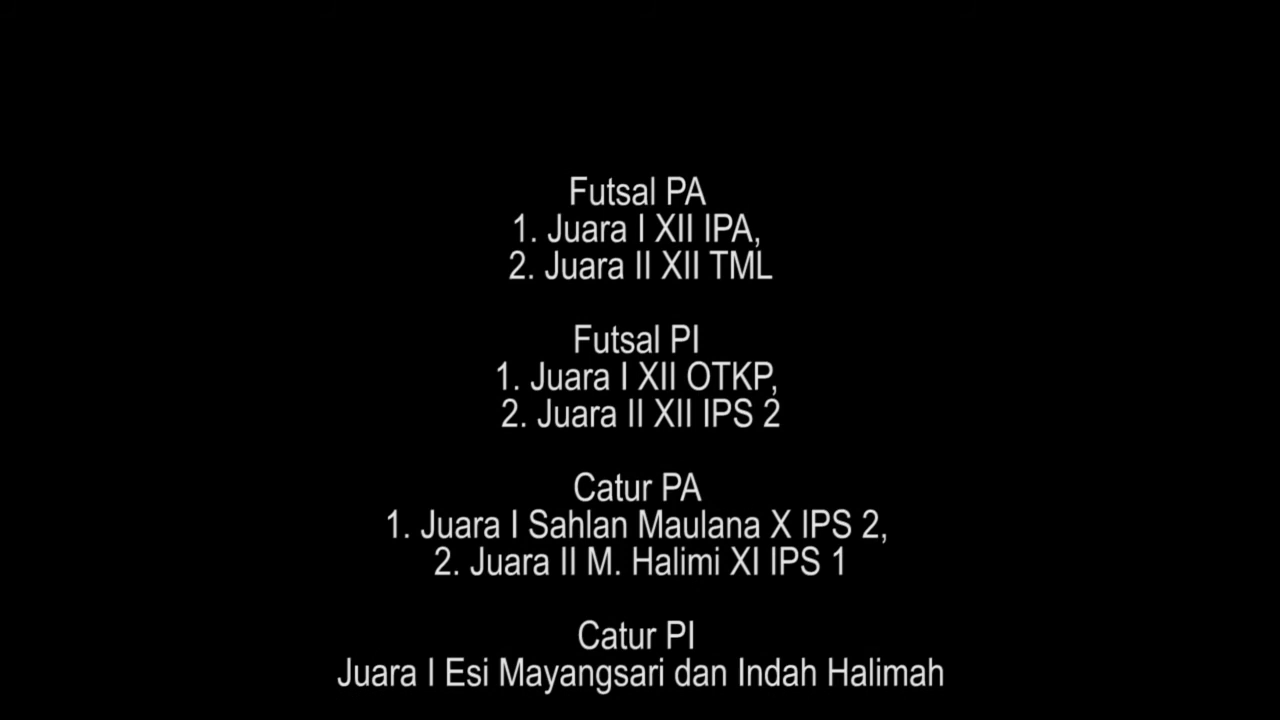 Futsal PA
1. Juara I XII IPA,
2. Juara II XII TML
Futsal PI
1. Juara I XII OTKP,
2. Juara II XII IPS 2
Catur PA
1. Juara I Sahlan Maulana X IPS 2,
2. Juara II M. Halimi XI IPS 1
Catur PI
Juara I Esi Mayangsari dan Indah Halimah